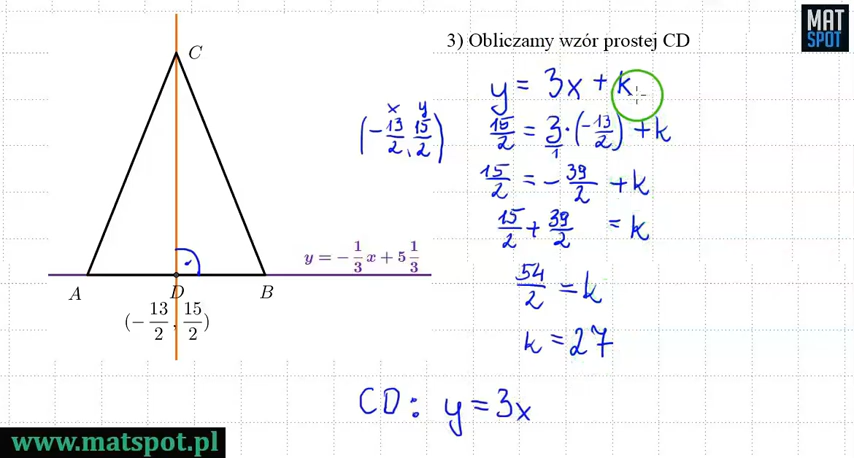 MAT
SPOT
3) Obliczamy wzór prostej CD
C
y = 3x + k
x y
(-13/2, 15/2)
15/2 = 3/1 · (-13/2) + k
15/2 = - 39/2 + k
15/2 + 39/2 = k
y = -1/3 x + 5 1/3
A D B
(-13/2, 15/2)
54/2 = k
k = 27
CD: y = 3x
www.matspot.pl